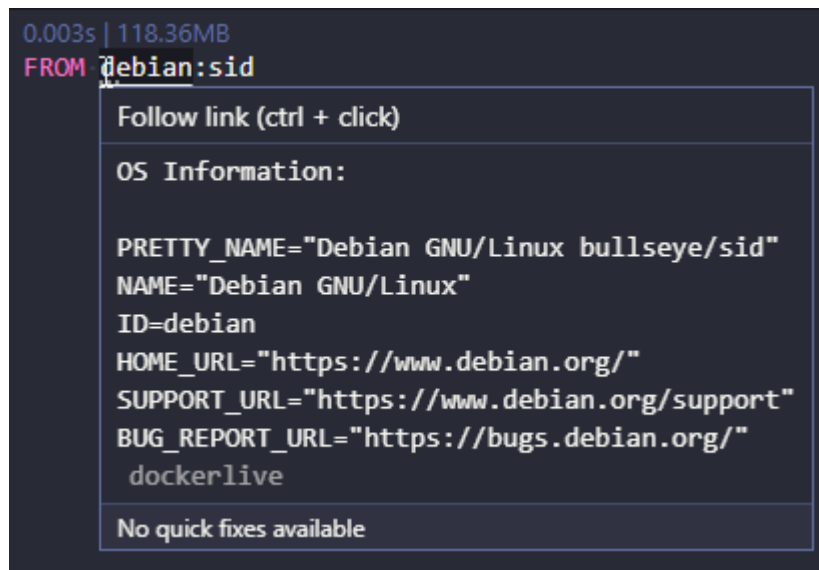 0.003s | 118.36MB
FROM debian:sid
Follow link (ctrl + click)
OS Information:
PRETTY_NAME="Debian GNU/Linux bullseye/sid"
NAME="Debian GNU/Linux"
ID=debian
HOME_URL="https://www.debian.org/"
SUPPORT_URL="https://www.debian.org/support"
BUG_REPORT_URL="https://bugs.debian.org/"
dockerlive
No quick fixes available